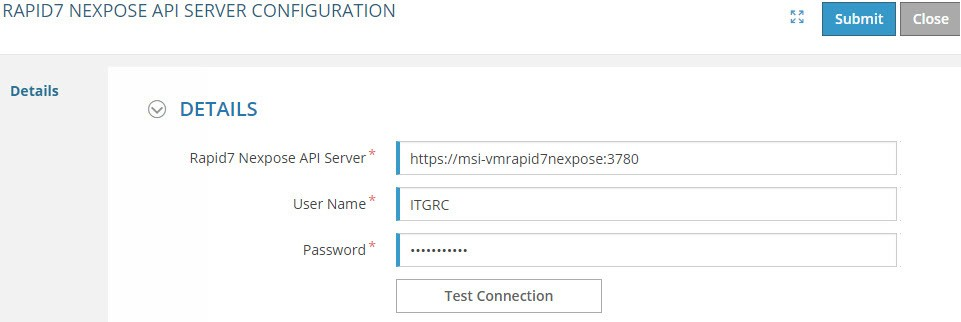 RAPID7 NEXPOSE API SERVER CONFIGURATION
Submit
Close
Details
DETAILS
Rapid7 Nexpose API Server * https://msi-vmrapid7nexpose:3780
User Name * ITGRC
Password * •••••••••••
Test Connection